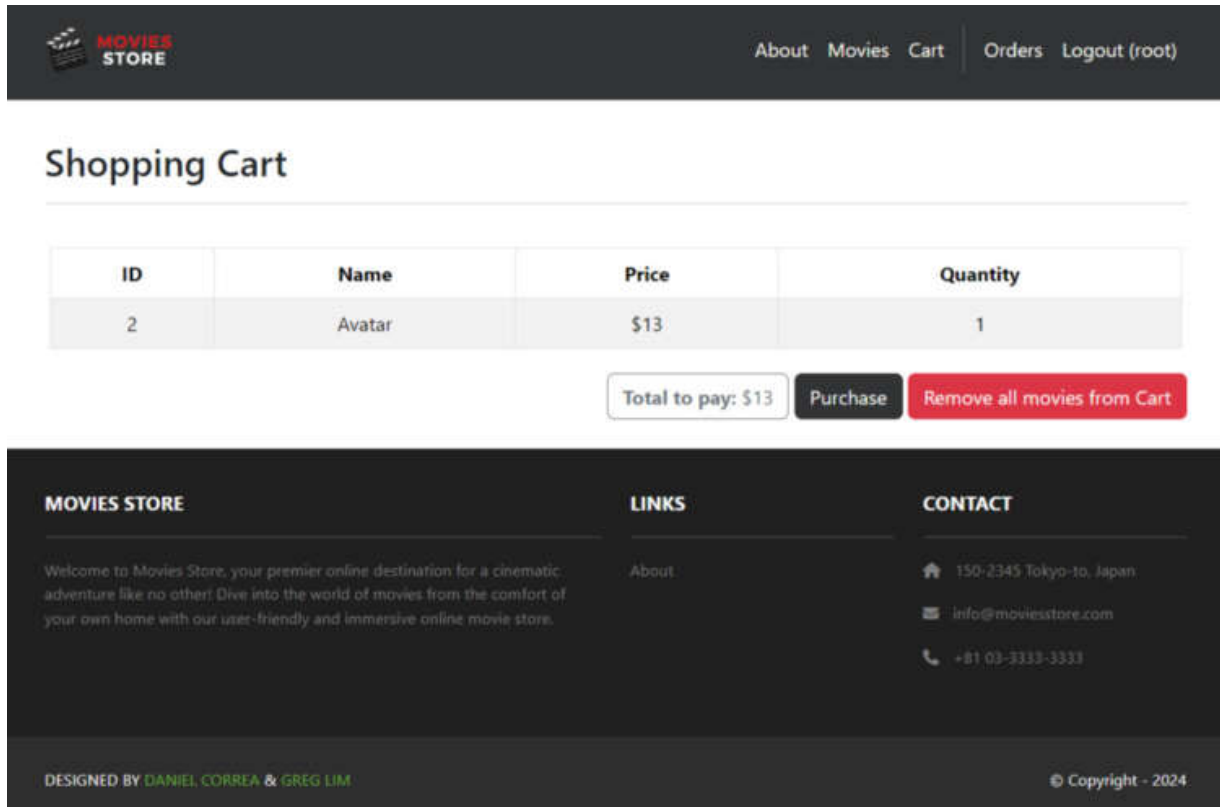 MOVIES
STORE
About Movies Cart Orders Logout (root)
Shopping Cart
ID Name Price Quantity
2 Avatar $13 1
Total to pay: $13 Purchase Remove all movies from Cart
MOVIES STORE
Welcome to Movies Store, your premier online destination for a cinematic
adventure like no other! Dive into the world of movies from the comfort of
your own home with our user-friendly and immersive online movie store.
LINKS
About
CONTACT
150-2345 Tokyo-to, Japan
info@moviesstore.com
+81 03-3333-3333
DESIGNED BY DANIEL CORREA & GREG LIM
© Copyright - 2024